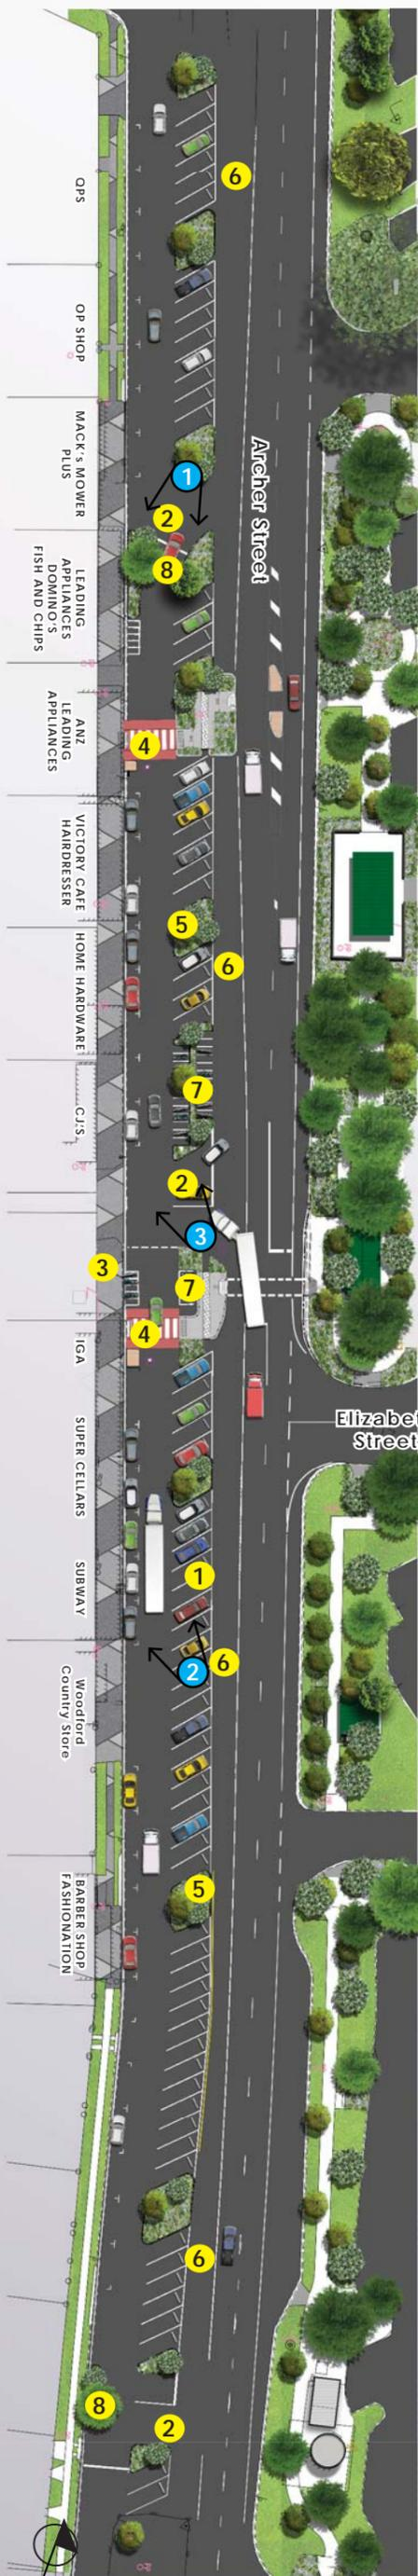 6
QPS
OP SHOP
Archer Street
MACK's MOWER
PLUS
1
2
LEADING
APPLIANCES
DOMINO'S
FISH AND CHIPS
8
ANZ
LEADING
APPLIANCES
4
VICTORY CAFE
HAIRDRESSER
5
HOME HARDWARE
6
7
CJ'S
2
3
3
7
4
IGA
Elizabet
Street
SUPER CELLARS
SUBWAY
1
6
2
Woodford
Country Store
5
BARBER SHOP
FASHIONATION
6
8
2